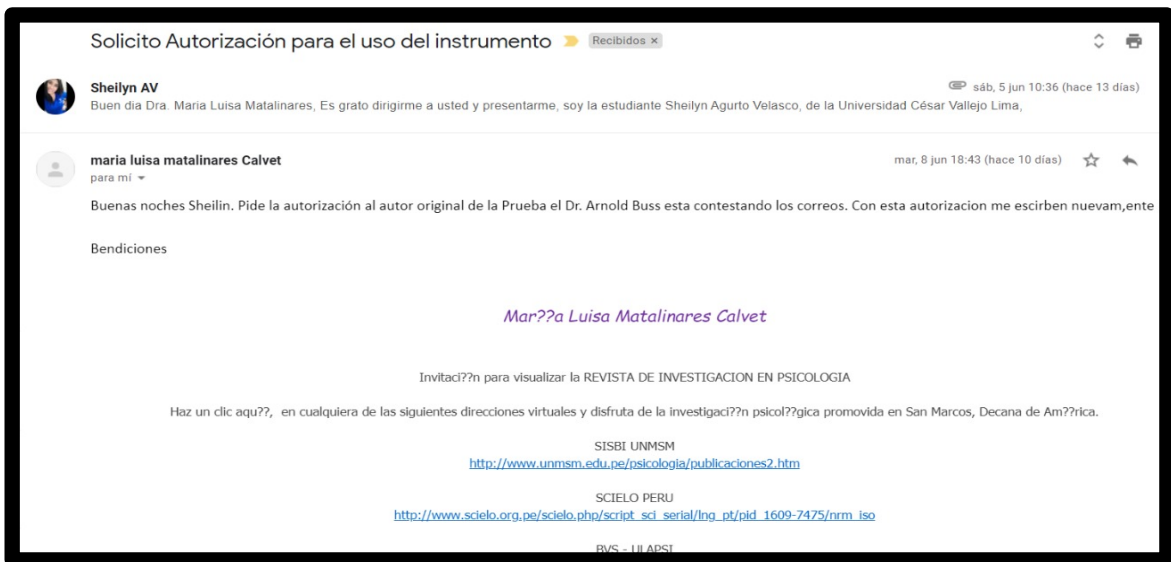 Solicito Autorización para el uso del instrumento Recibidos ×
Sheilyn AV sáb, 5 jun 10:36 (hace 13 días)
Buen dia Dra. Maria Luisa Matalinares, Es grato dirigirme a usted y presentarme, soy la estudiante Sheilyn Agurto Velasco, de la Universidad César Vallejo Lima,
maria luisa matalinares Calvet mar, 8 jun 18:43 (hace 10 días)
para mí
Buenas noches Sheilin. Pide la autorización al autor original de la Prueba el Dr. Arnold Buss esta contestando los correos. Con esta autorizacion me escirben nuevam,ente
Bendiciones
Mar??a Luisa Matalinares Calvet
Invitaci??n para visualizar la REVISTA DE INVESTIGACION EN PSICOLOGIA
Haz un clic aqu??, en cualquiera de las siguientes direcciones virtuales y disfruta de la investigaci??n psicol??gica promovida en San Marcos, Decana de Am??rica.
SISBI UNMSM
http://www.unmsm.edu.pe/psicologia/publicaciones2.htm
SCIELO PERU
http://www.scielo.org.pe/scielo.php/script_sci_serial/lng_pt/pid_1609-7475/nrm_iso
BVS - ULAPSI